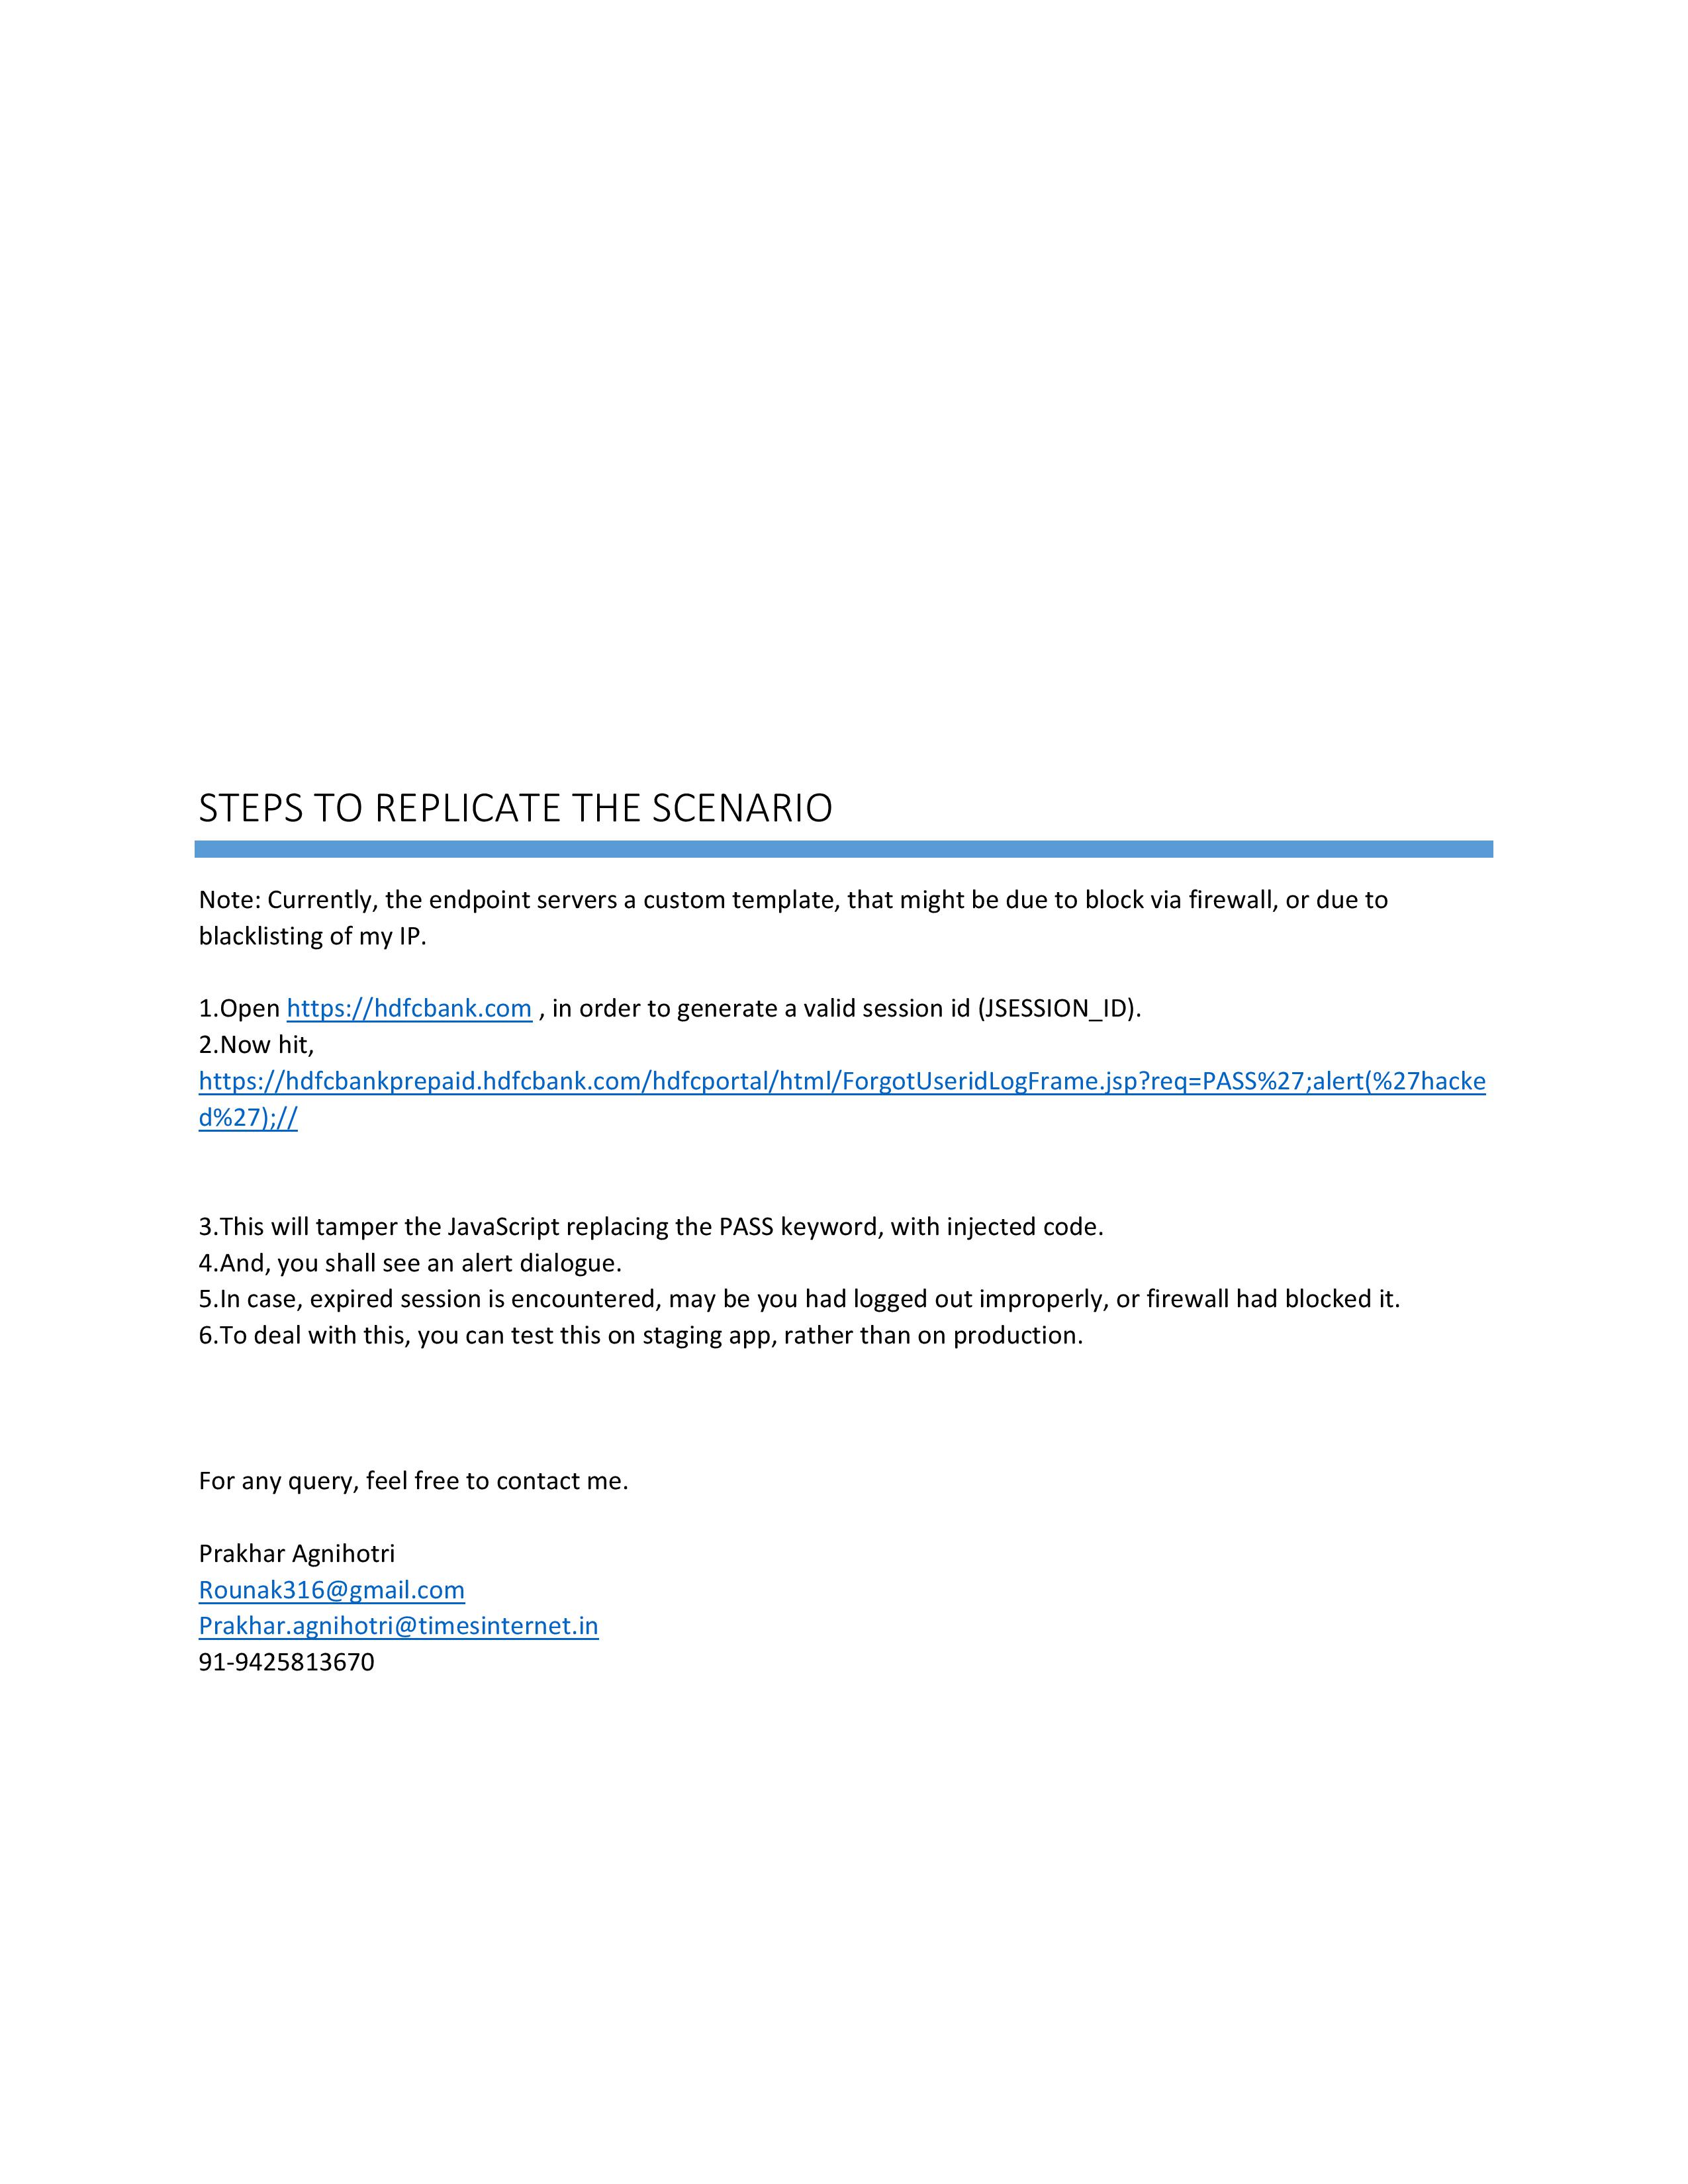 STEPS TO REPLICATE THE SCENARIO
Note: Currently, the endpoint servers a custom template, that might be due to block via firewall, or due to
blacklisting of my IP.
1.Open https://hdfcbank.com , in order to generate a valid session id (JSESSION_ID).
2.Now hit,
https://hdfcbankprepaid.hdfcbank.com/hdfcportal/html/ForgotUseridLogFrame.jsp?req=PASS%27;alert(%27hacke
d%27);//
3.This will tamper the JavaScript replacing the PASS keyword, with injected code.
4.And, you shall see an alert dialogue.
5.In case, expired session is encountered, may be you had logged out improperly, or firewall had blocked it.
6.To deal with this, you can test this on staging app, rather than on production.
For any query, feel free to contact me.
Prakhar Agnihotri
Rounak316@gmail.com
Prakhar.agnihotri@timesinternet.in
91-9425813670